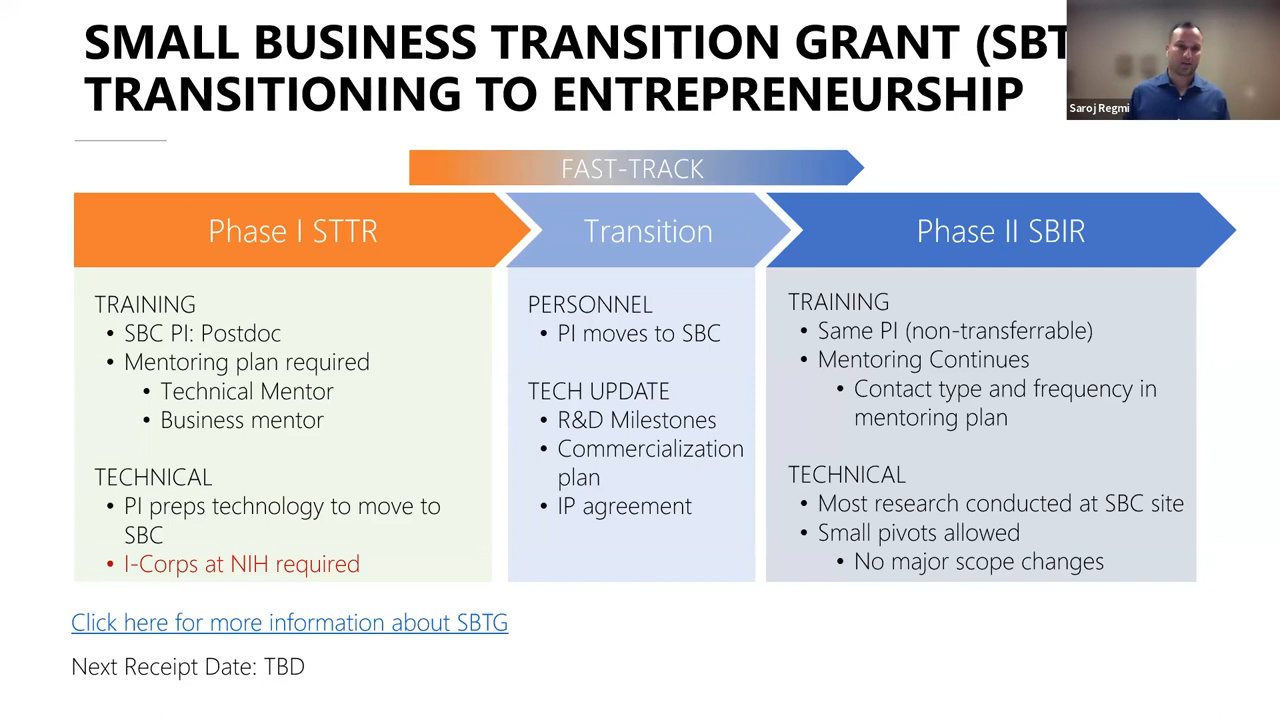 SMALL BUSINESS TRANSITION GRANT (SBT
TRANSITIONING TO ENTREPRENEURSHIP
Saroj Regmi
FAST-TRACK
Phase I STTR
Transition
Phase II SBIR
TRAINING
• SBC PI: Postdoc
• Mentoring plan required
• Technical Mentor
• Business mentor
TECHNICAL
• PI preps technology to move to
SBC
• I-Corps at NIH required
PERSONNEL
• PI moves to SBC
TECH UPDATE
• R&D Milestones
• Commercialization
plan
• IP agreement
TRAINING
• Same PI (non-transferrable)
• Mentoring Continues
• Contact type and frequency in
mentoring plan
TECHNICAL
• Most research conducted at SBC site
• Small pivots allowed
• No major scope changes
Click here for more information about SBTG
Next Receipt Date: TBD